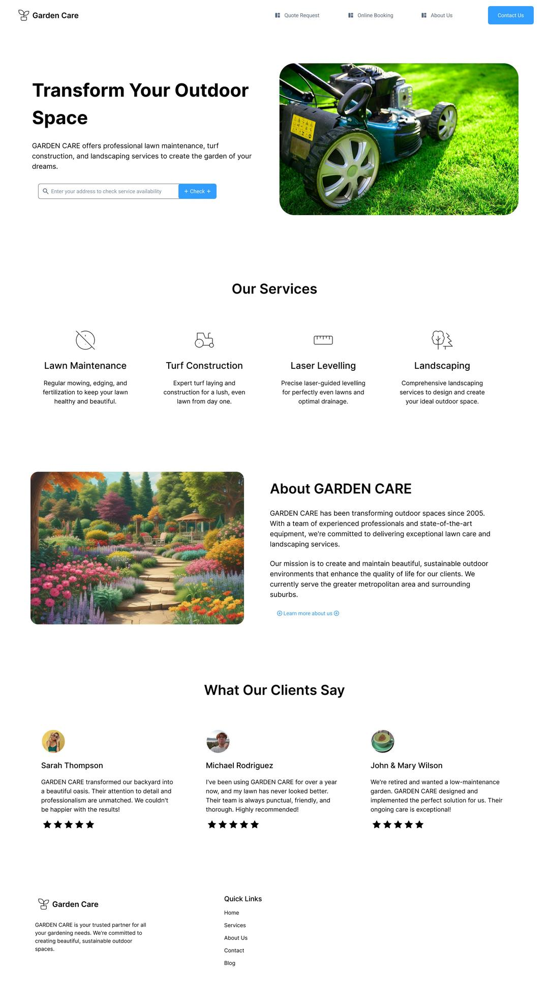 Garden Care
Quote Request
Online Booking
About Us
Contact Us
Transform Your Outdoor
Space
GARDEN CARE offers professional lawn maintenance, turf
construction, and landscaping services to create the garden of your
dreams.
Enter your address to check service availability
+ Check +
Our Services
Lawn Maintenance
Regular mowing, edging, and
fertilization to keep your lawn
healthy and beautiful.
Turf Construction
Expert turf laying and
construction for a lush, even
lawn from day one.
Laser Levelling
Precise laser-guided levelling
for perfectly even lawns and
optimal drainage.
Landscaping
Comprehensive landscaping
services to design and create
your ideal outdoor space.
About GARDEN CARE
GARDEN CARE has been transforming outdoor spaces since 2005.
With a team of experienced professionals and state-of-the-art
equipment, we're committed to delivering exceptional lawn care and
landscaping services.
Our mission is to create and maintain beautiful, sustainable outdoor
environments that enhance the quality of life for our clients. We
currently serve the greater metropolitan area and surrounding
suburbs.
Learn more about us
What Our Clients Say
Sarah Thompson
GARDEN CARE transformed our backyard into
a beautiful oasis. Their attention to detail and
professionalism are unmatched. We couldn't
be happier with the results!
Michael Rodriguez
I've been using GARDEN CARE for over a year
now, and my lawn has never looked better.
Their team is always punctual, friendly, and
thorough. Highly recommended!
John & Mary Wilson
We're retired and wanted a low-maintenance
garden. GARDEN CARE designed and
implemented the perfect solution for us. Their
ongoing care is exceptional!
Garden Care
GARDEN CARE is your trusted partner for all
your gardening needs. We're committed to
creating beautiful, sustainable outdoor
spaces.
Quick Links
Home
Services
About Us
Contact
Blog